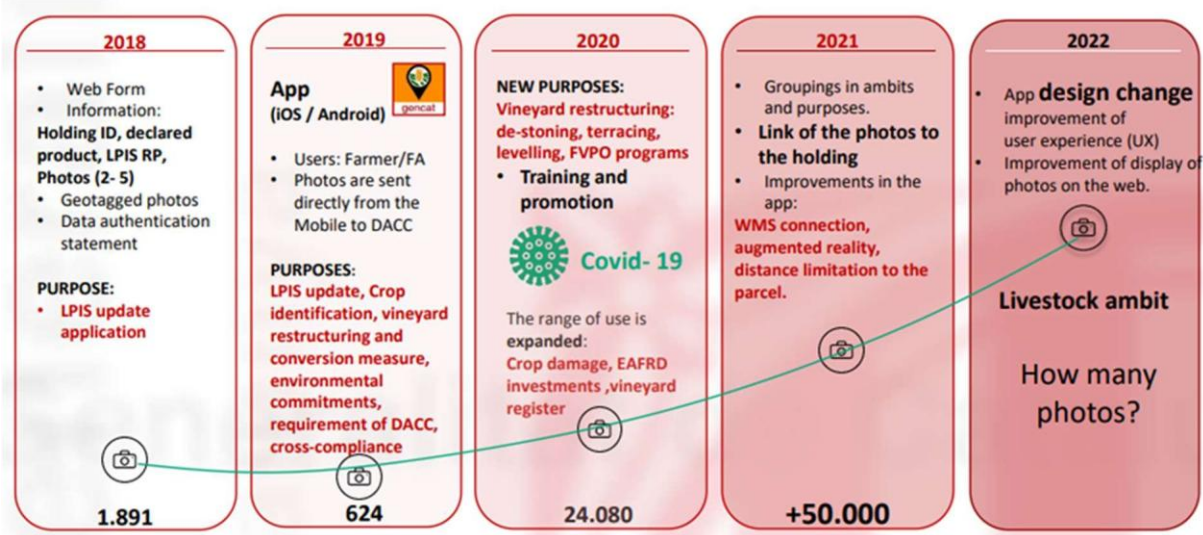 2018
• Web Form
• Information:
Holding ID, declared
product, LPIS RP,
Photos (2- 5)
• Geotagged photos
• Data authentication
statement
PURPOSE:
• LPIS update
application
1.891
2019
App
(iOS / Android)
gencat
• Users: Farmer/FA
• Photos are sent
directly from the
Mobile to DACC
PURPOSES:
LPIS update, Crop
identification, vineyard
restructuring and
conversion measure,
environmental
commitments,
requirement of DACC,
cross-compliance
624
2020
NEW PURPOSES:
Vineyard restructuring:
de-stoning, terracing,
levelling, FVPO programs
• Training and
promotion
Covid- 19
The range of use is
expanded:
Crop damage, EAFRD
investments ,vineyard
register
24.080
2021
• Groupings in ambits
and purposes.
• Link of the photos to
the holding
• Improvements in the
app:
WMS connection,
augmented reality,
distance limitation to the
parcel.
+50.000
2022
• App design change
improvement of
user experience (UX)
• Improvement of display of
photos on the web.
Livestock ambit
How many
photos?